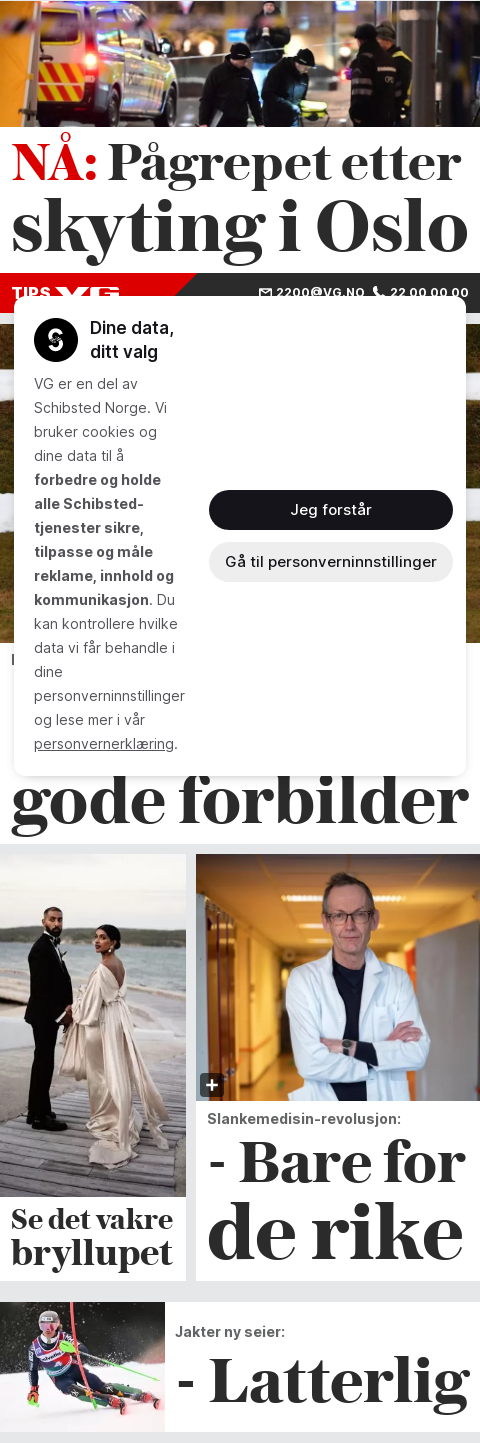 NÅ: Pågrepet etter
skyting i Oslo
TIPS VG
2200@VG.NO 22 00 00 00
Dine data,
ditt valg
VG er en del av
Schibsted Norge. Vi
bruker cookies og
dine data til å
forbedre og holde
alle Schibsted-
tjenester sikre,
tilpasse og måle
reklame, innhold og
kommunikasjon. Du
kan kontrollere hvilke
data vi får behandle i
dine
personverninnstillinger
og lese mer i vår
personvernerklæring.
Jeg forstår
Gå til personverninnstillinger
gode forbilder
Se det vakre
bryllupet
Slankemedisin-revolusjon:
- Bare for
de rike
Jakter ny seier:
- Latterlig